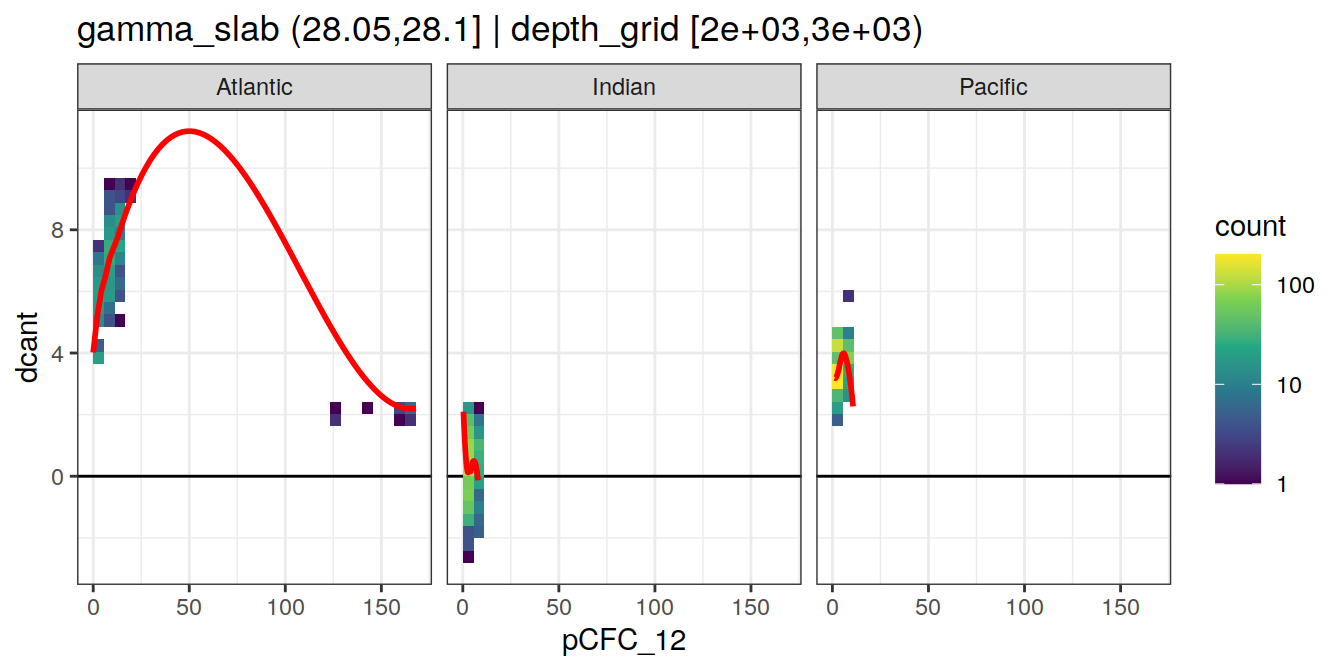 gamma_slab (28.05,28.1] | depth_grid [2e+03,3e+03)
Atlantic
Indian
Pacific
dcant
8
4
0
0 50 100 150
0 50 100 150
0 50 100 150
pCFC_12
count
100
10
1